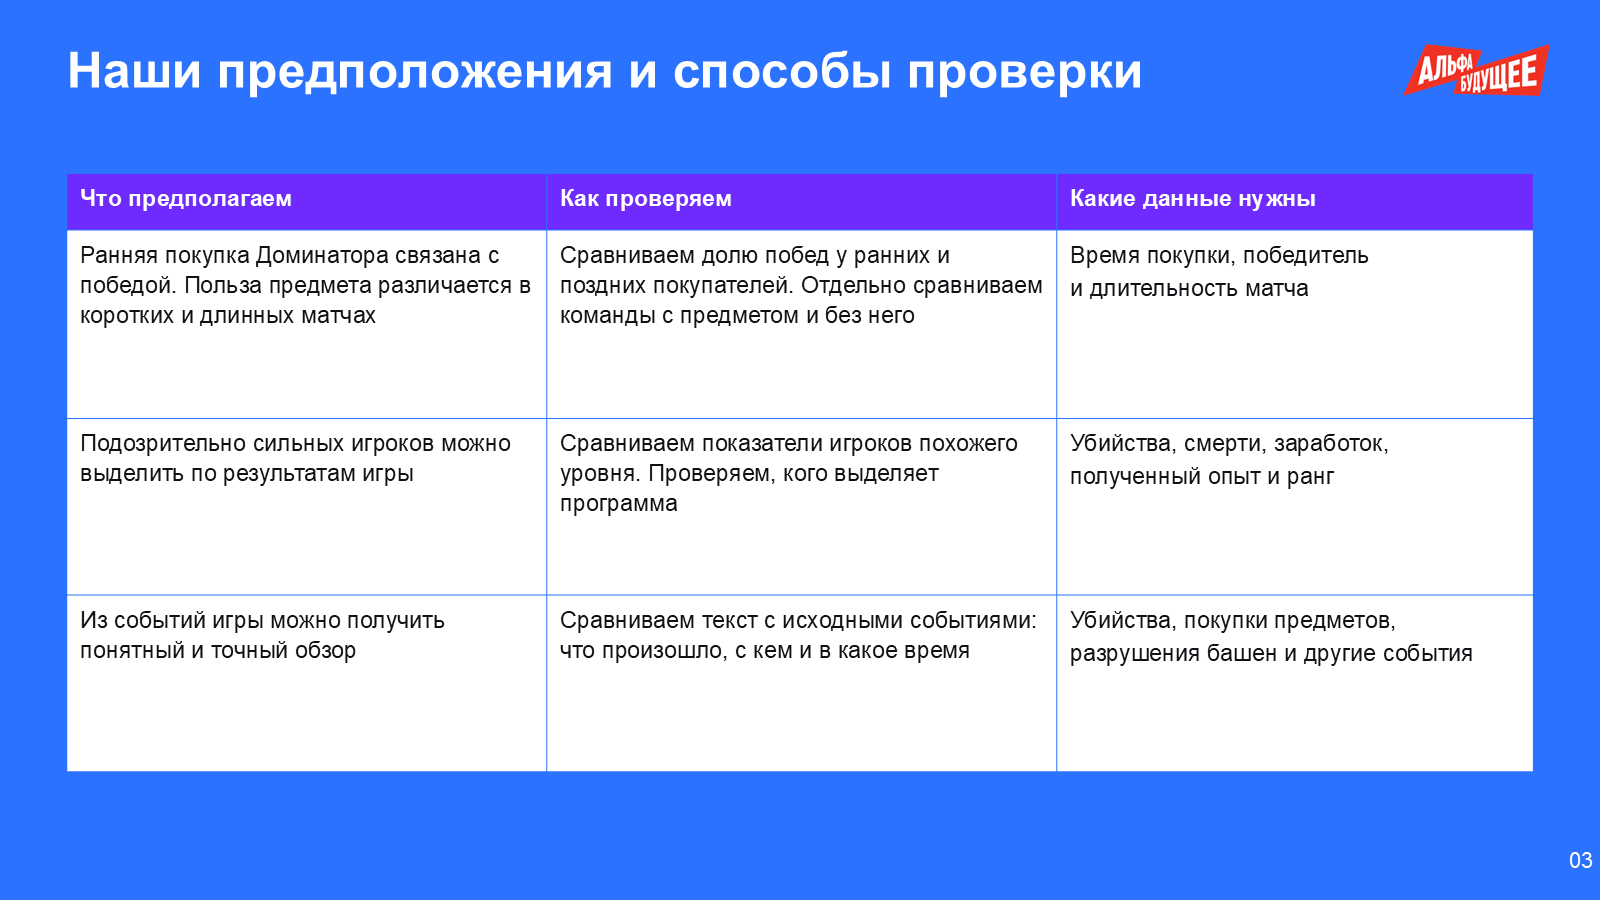 Наши предположения и способы проверки
АЛЬФА
БУДУЩЕЕ
Что предполагаем
Как проверяем
Какие данные нужны
Ранняя покупка Доминатора связана с
победой. Польза предмета различается в
коротких и длинных матчах
Сравниваем долю побед у ранних и
поздних покупателей. Отдельно сравниваем
команды с предметом и без него
Время покупки, победитель
и длительность матча
Подозрительно сильных игроков можно
выделить по результатам игры
Сравниваем показатели игроков похожего
уровня. Проверяем, кого выделяет
программа
Убийства, смерти, заработок,
полученный опыт и ранг
Из событий игры можно получить
понятный и точный обзор
Сравниваем текст с исходными событиями:
что произошло, с кем и в какое время
Убийства, покупки предметов,
разрушения башен и другие события
03